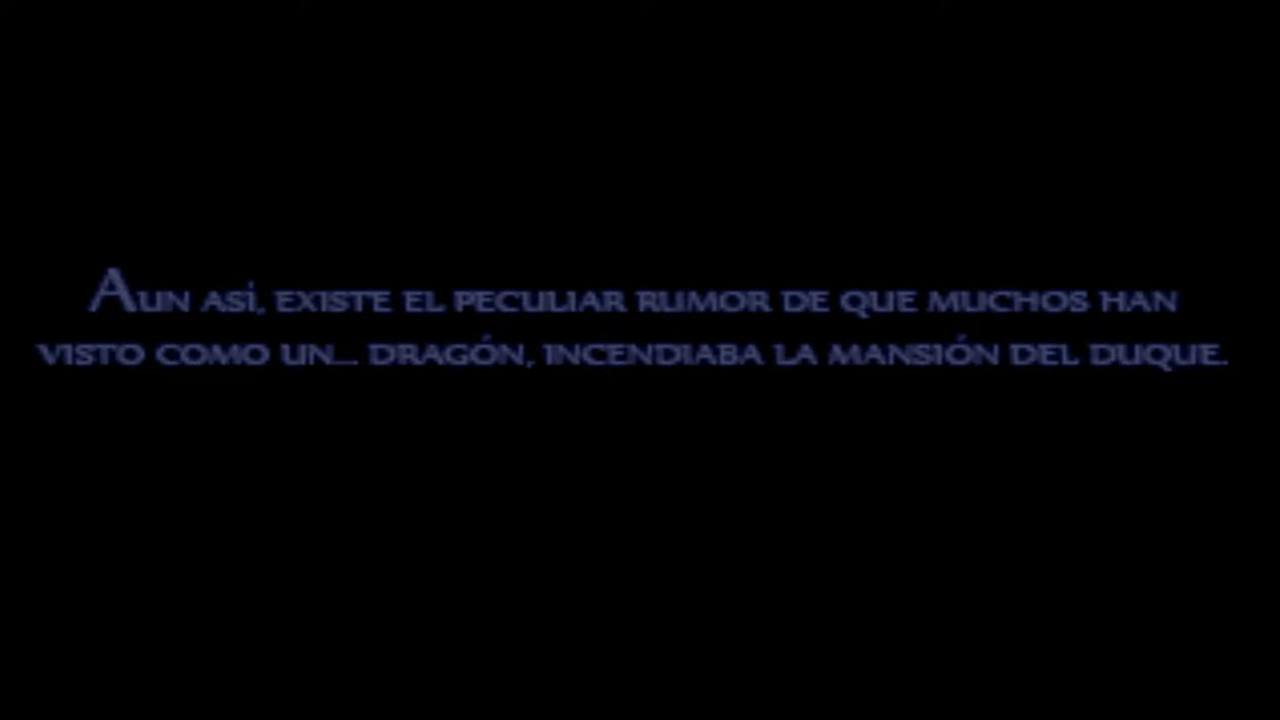 Aun así, existe el peculiar rumor de que muchos han
visto como un... dragón, incendiaba la mansión del duque.